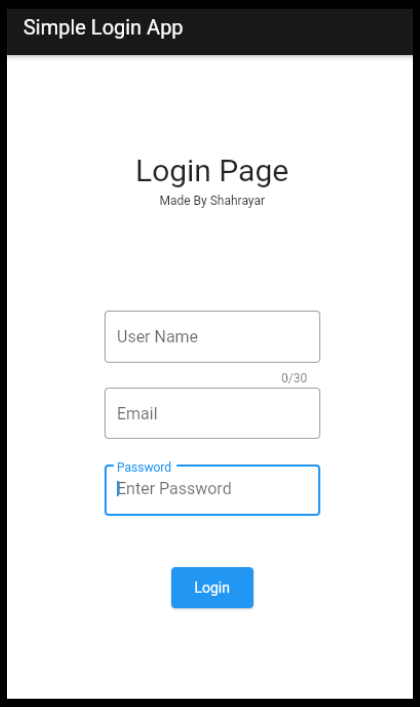 Simple Login App
Login Page
Made By Shahrayar
User Name
0/30
Email
Password
Enter Password
Login